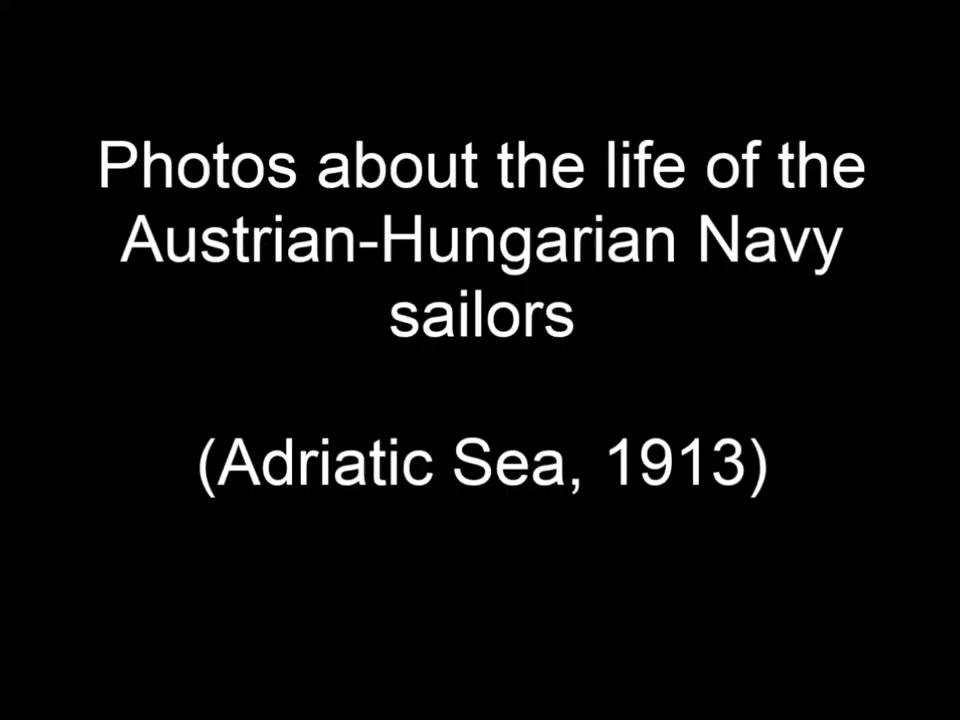 Photos about the life of the
Austrian-Hungarian Navy
sailors
(Adriatic Sea, 1913)